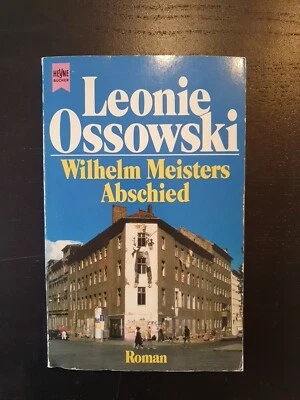 HEYNE
BÜCHER
Leonie
Ossowski
Wilhelm Meisters
Abschied
Roman